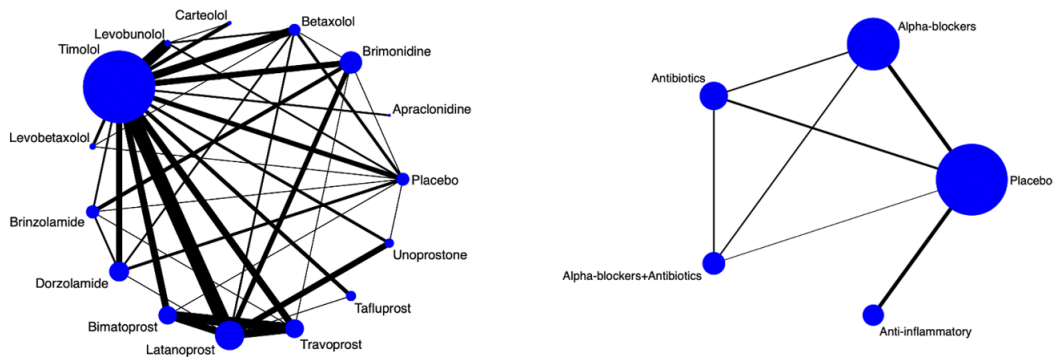 Carteolol
Betaxolol
Levobunolol
Timolol
Brimonidine
Apraclonidine
Levobetaxolol
Placebo
Brinzolamide
Unoprostone
Dorzolamide
Tafluprost
Bimatoprost
Travoprost
Latanoprost
Alpha-blockers
Antibiotics
Placebo
Alpha-blockers+Antibiotics
Anti-inflammatory